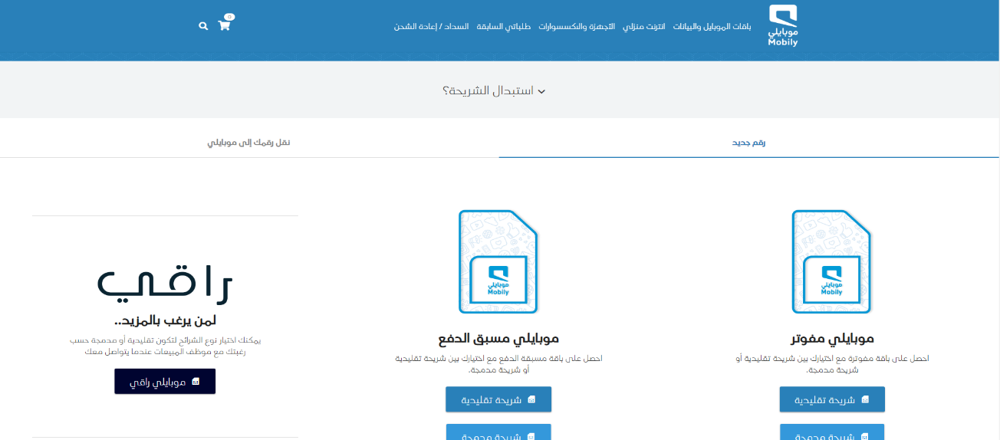 موبايلي
Mobily
باقات الموبايل والبيانات
انترنت منزلي
الأجهزة والاكسسوارات
طلباتي السابقة
السداد / إعادة الشحن
0
استبدال الشريحة؟
رقم جديد
نقل رقمك إلى موبايلي
موبايلي
Mobily
موبايلي مفوتر
احصل على باقة مفوترة مع اختيارك بين شريحة تقليدية أو
شريحة مدمجة.
شريحة تقليدية
شريحة مدمجة
موبايلي
Mobily
موبايلي مسبق الدفع
احصل على باقة مسبقة الدفع مع اختيارك بين شريحة تقليدية
أو شريحة مدمجة.
شريحة تقليدية
شريحة مدمجة
راقي
لمن يرغب بالمزيد..
يمكنك اختيار نوع الشرائح لتكون تقليدية أو مدمجة حسب
رغبتك مع موظف المبيعات عندما يتواصل معك
موبايلي راقي